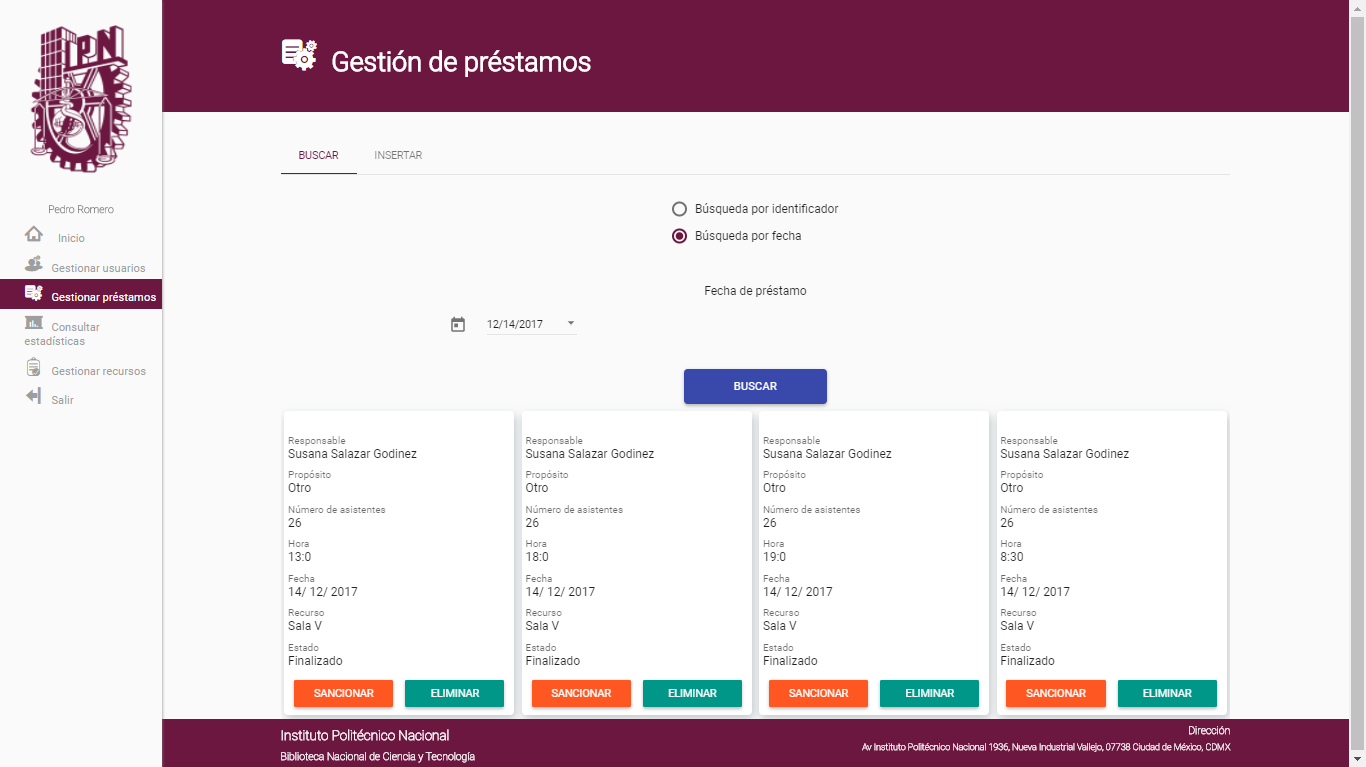 IPN
Gestión de préstamos
Pedro Romero
Inicio
Gestionar usuarios
Gestionar préstamos
Consultar
estadísticas
Gestionar recursos
Salir
BUSCAR INSERTAR
Búsqueda por identificador
Búsqueda por fecha
Fecha de préstamo
12/14/2017
BUSCAR
Responsable
Susana Salazar Godinez
Propósito
Otro
Número de asistentes
26
Hora
13:0
Fecha
14/ 12/ 2017
Recurso
Sala V
Estado
Finalizado
SANCIONAR ELIMINAR
Responsable
Susana Salazar Godinez
Propósito
Otro
Número de asistentes
26
Hora
18:0
Fecha
14/ 12/ 2017
Recurso
Sala V
Estado
Finalizado
SANCIONAR ELIMINAR
Responsable
Susana Salazar Godinez
Propósito
Otro
Número de asistentes
26
Hora
19:0
Fecha
14/ 12/ 2017
Recurso
Sala V
Estado
Finalizado
SANCIONAR ELIMINAR
Responsable
Susana Salazar Godinez
Propósito
Otro
Número de asistentes
26
Hora
8:30
Fecha
14/ 12/ 2017
Recurso
Sala V
Estado
Finalizado
SANCIONAR ELIMINAR
Instituto Politécnico Nacional
Biblioteca Nacional de Ciencia y Tecnología
Dirección
Av Instituto Politécnico Nacional 1936, Nueva Industrial Vallejo, 07738 Ciudad de México, CDMX